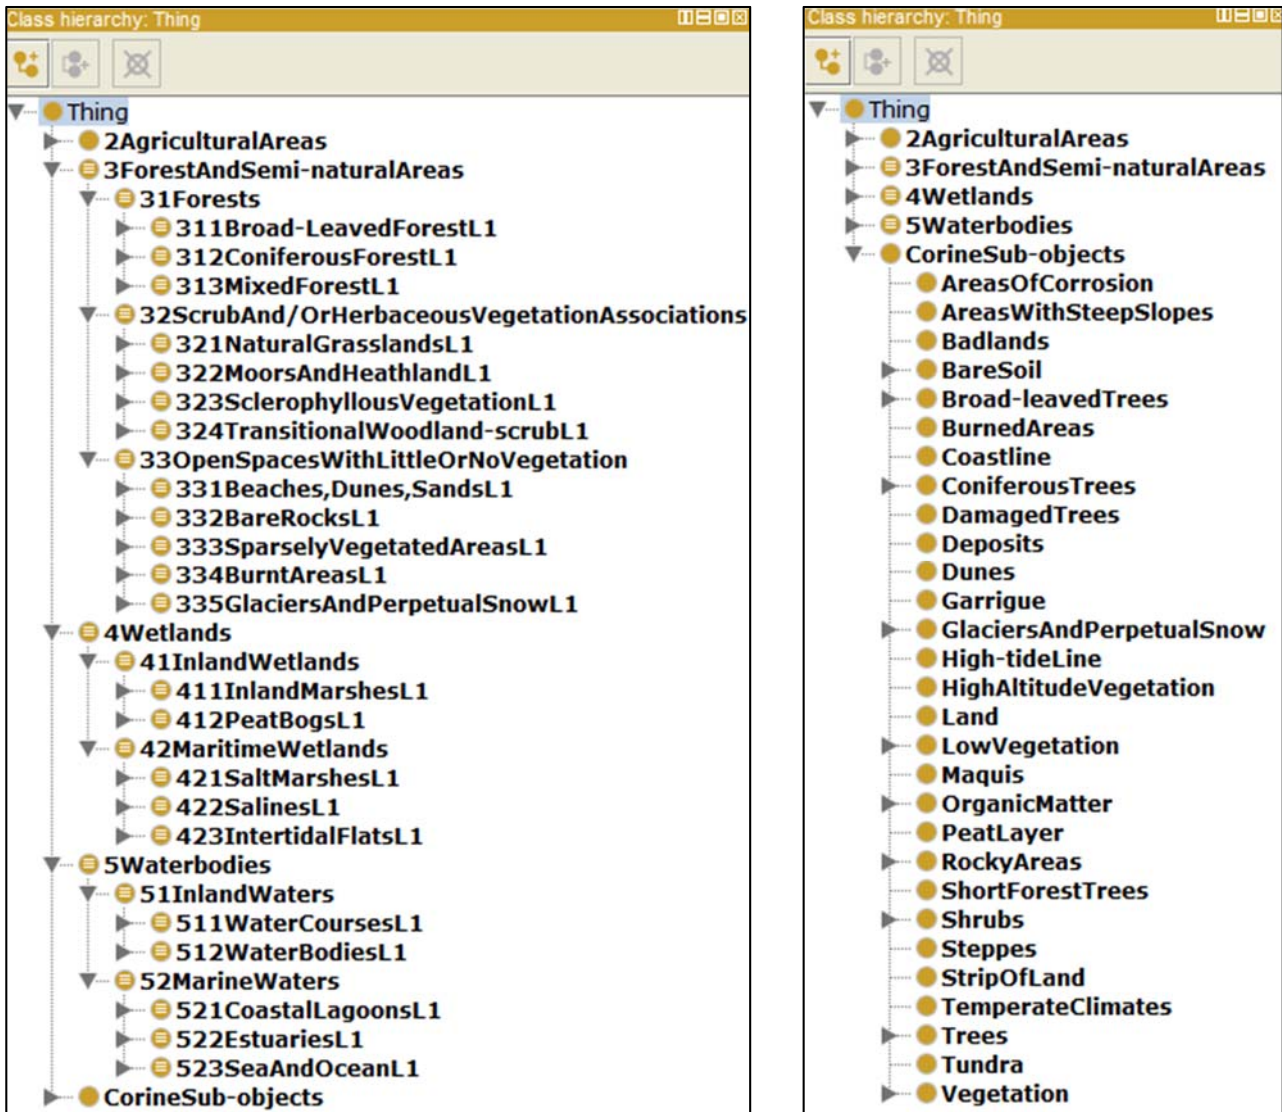 Class hierarchy: Thing
Thing
2AgriculturalAreas
3ForestAndSemi-naturalAreas
31Forests
311Broad-LeavedForestL1
312ConiferousForestL1
313MixedForestL1
32ScrubAnd/OrHerbaceousVegetationAssociations
321NaturalGrasslandsL1
322MoorsAndHeathlandL1
323SclerophyllousVegetationL1
324TransitionalWoodland-scrubL1
33OpenSpacesWithLittleOrNoVegetation
331Beaches,Dunes,SandsL1
332BareRocksL1
333SparselyVegetatedAreasL1
334BurntAreasL1
335GlaciersAndPerpetualSnowL1
4Wetlands
41InlandWetlands
411InlandMarshesL1
412PeatBogsL1
42MaritimeWetlands
421SaltMarshesL1
422SalinesL1
423IntertidalFlatsL1
5Waterbodies
51InlandWaters
511WaterCoursesL1
512WaterBodiesL1
52MarineWaters
521CoastalLagoonsL1
522EstuariesL1
523SeaAndOceanL1
CorineSub-objects
Class hierarchy: Thing
Thing
2AgriculturalAreas
3ForestAndSemi-naturalAreas
4Wetlands
5Waterbodies
CorineSub-objects
AreasOfCorrosion
AreasWithSteepSlopes
Badlands
BareSoil
Broad-leavedTrees
BurnedAreas
Coastline
ConiferousTrees
DamagedTrees
Deposits
Dunes
Garrigue
GlaciersAndPerpetualSnow
High-tideLine
HighAltitudeVegetation
Land
LowVegetation
Maquis
OrganicMatter
PeatLayer
RockyAreas
ShortForestTrees
Shrubs
Steppes
StripOfLand
TemperateClimates
Trees
Tundra
Vegetation